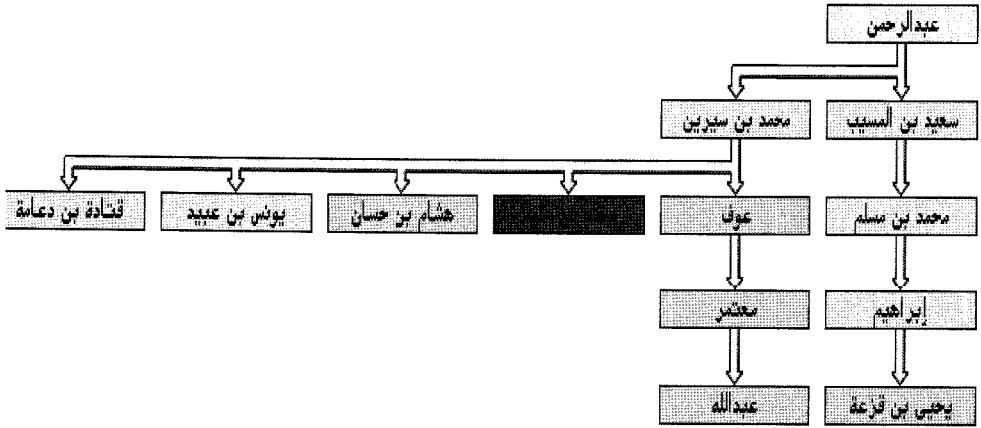 عبدالرحمن
سعيد بن المسيب
محمد بن سيرين
محمد بن مسلم
عوف
هشام بن حسان
يونس بن عبيد
قتادة بن دعامة
إبراهيم
معتمر
يحيى بن قزعة
عبدالله